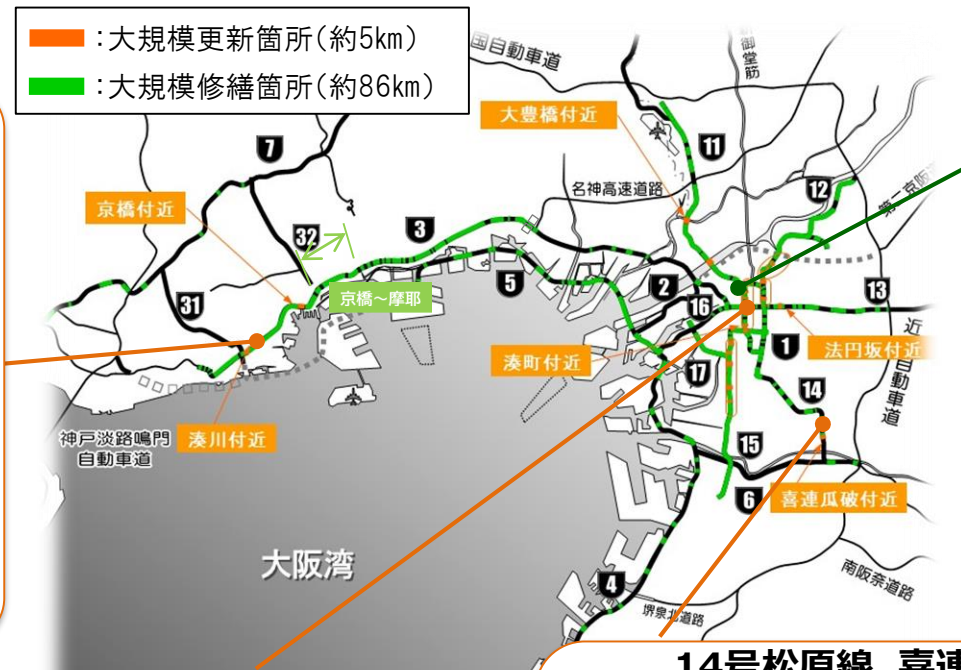 :大規模更新箇所(約5km)
:大規模修繕箇所(約86km)
国自動車道
御堂筋
大豊橋付近
11
7
名神高速道路
12
第二京阪道
京橋付近
32
3
5
京橋～摩耶
2
16
13
31
湊町付近
1
法円坂付近
近
自動車道
17
14
神戸淡路鳴門
自動車道
湊川付近
15
6
喜連瓜破付近
大阪湾
南阪奈道路
4
堺泉北道路
14号松原線 喜連